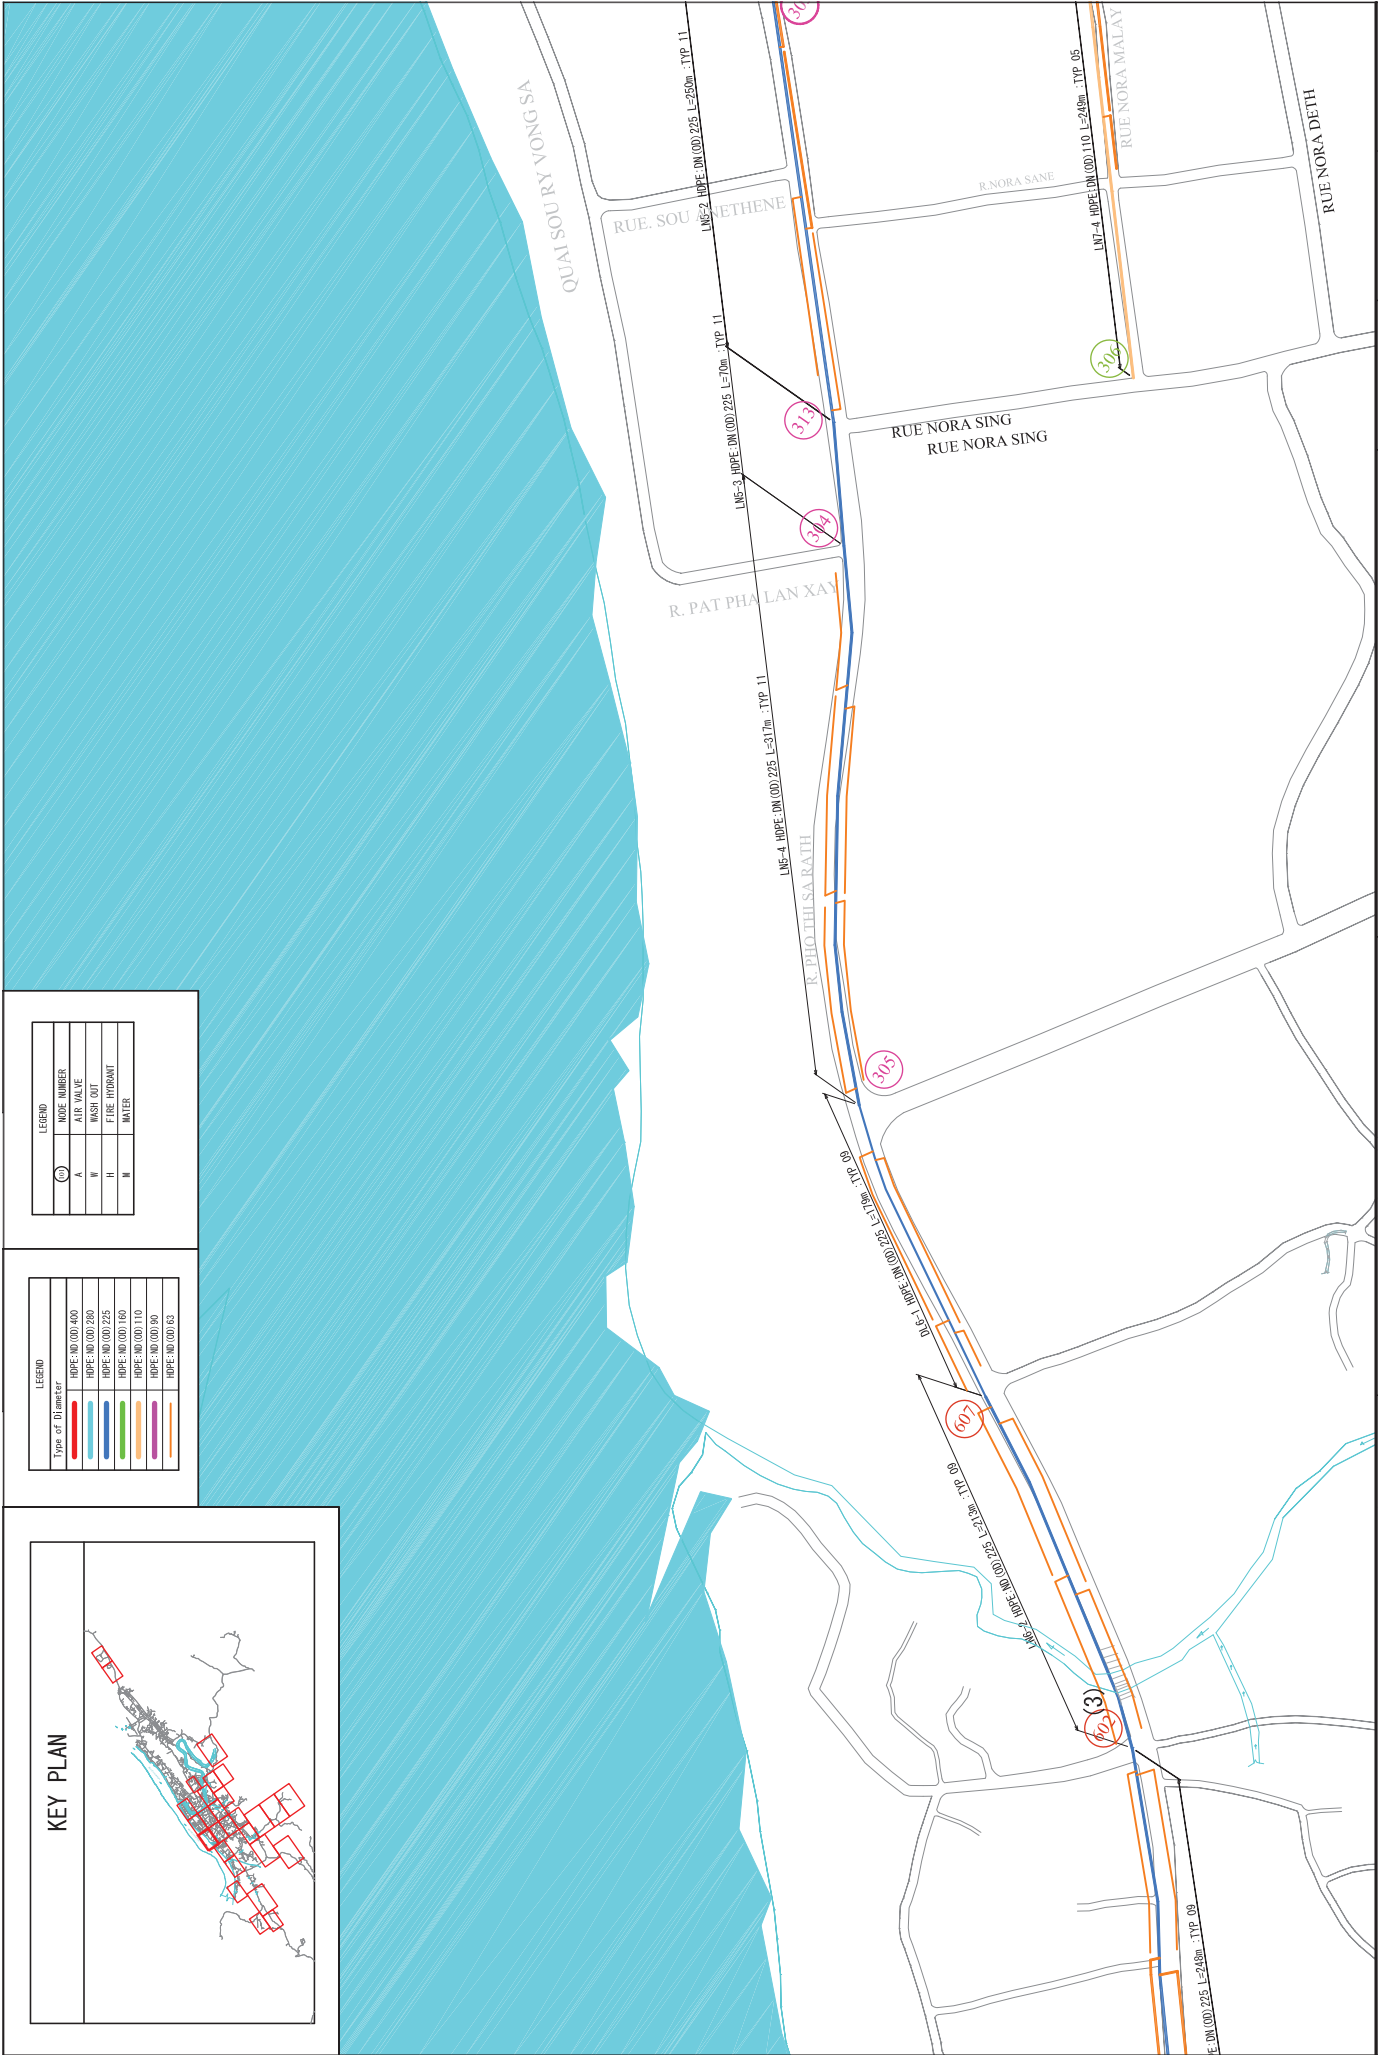 KEY PLAN
LEGEND
Type of Diameter
HDPE:ND(OD)400
HDPE:ND(OD)280
HDPE:ND(OD)225
HDPE:ND(OD)160
HDPE:ND(OD)110
HDPE:ND(OD)90
HDPE:ND(OD)63
LEGEND
101 NODE NUMBER
A AIR VALVE
W WASH OUT
H FIRE HYDRANT
M WATER
QUAI SOU RY VONG SA
LN5-2 HDPE:DN(OD)225 L=250m :TYP 11
RUE. SOU ANETHENE
LN7-4 HDPE:DN(OD)110 L=249m :TYP 05
RUE NORA MALAY
R.NORA SANE
RUE NORA DETH
306
LN5-3 HDPE:DN(OD)225 L=70m :TYP 11
313
RUE NORA SING
RUE NORA SING
304
R. PAT PHA LAN XAY
LN5-4 HDPE:DN(OD)225 L=317m :TYP 11
R. PHO THI SA RATH
305
DL6-1 HDPE:DN(OD)225 L=179m :TYP 09
607
LN6-2 HDPE:ND(OD)225 L=213m :TYP 09
602
(3)
E:DN(OD)225 L=248m :TYP 09